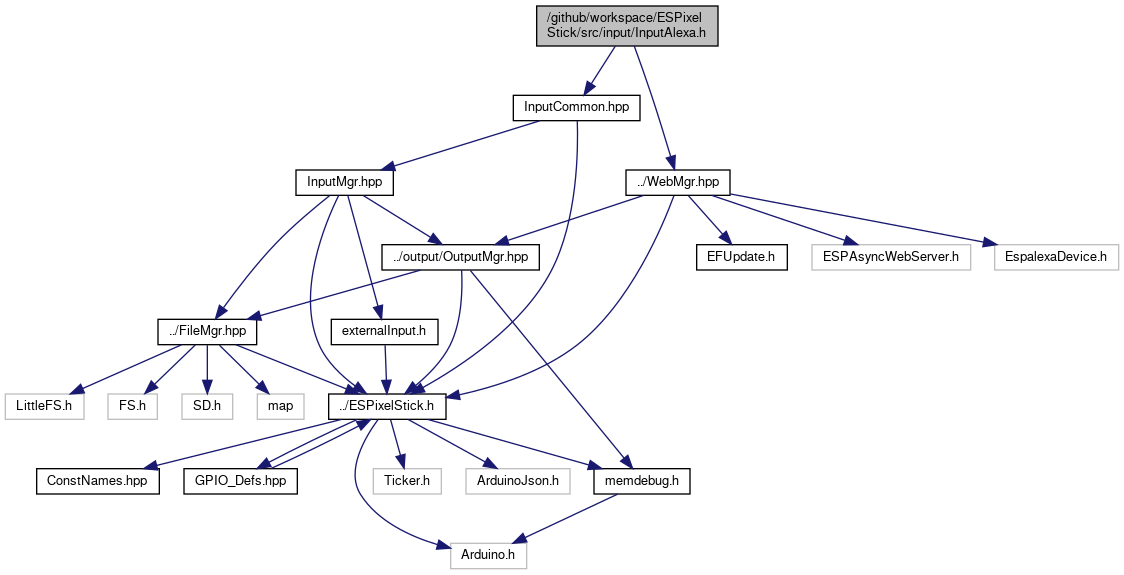 /github/workspace/ESPixel
Stick/src/input/InputAlexa.h
InputCommon.hpp
InputMgr.hpp
../WebMgr.hpp
../output/OutputMgr.hpp
EFUpdate.h
ESPAsyncWebServer.h
EspalexaDevice.h
../FileMgr.hpp
externalInput.h
LittleFS.h
FS.h
SD.h
map
../ESPixelStick.h
ConstNames.hpp
GPIO_Defs.hpp
Ticker.h
ArduinoJson.h
memdebug.h
Arduino.h